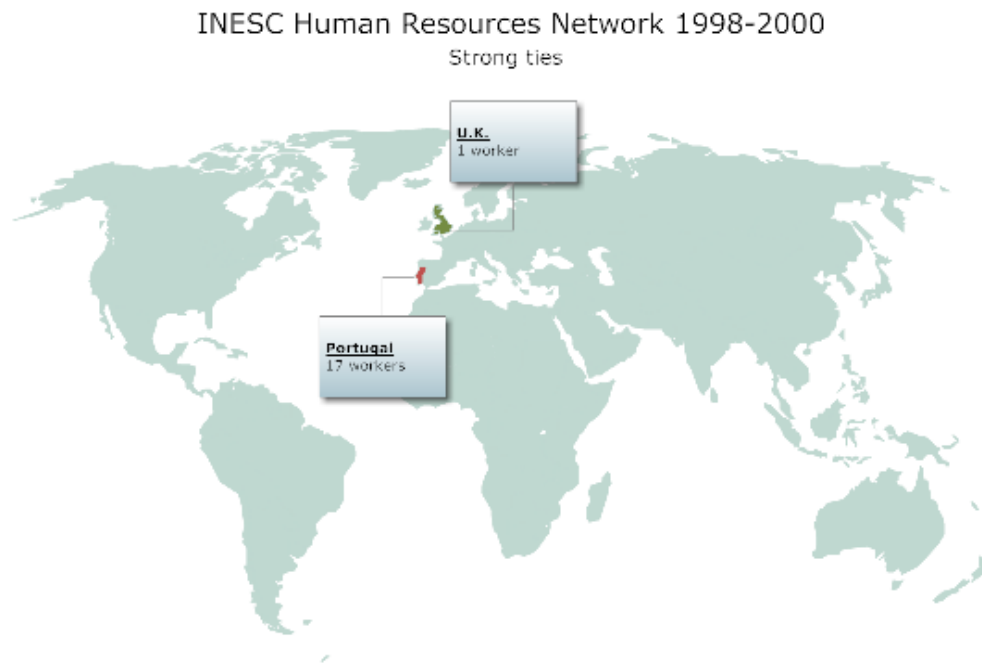 INESC Human Resources Network 1998-2000
Strong ties
U.K.
1 worker
Portugal
17 workers